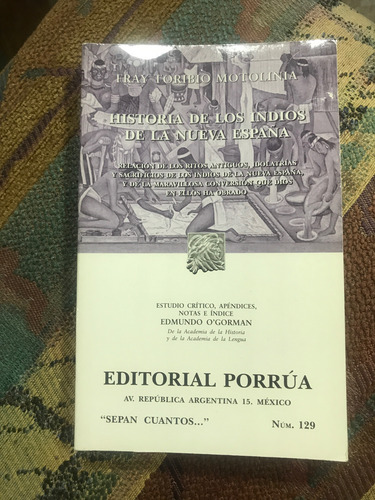 FRAY TORIBIO MOTOLINÍA
HISTORIA DE LOS INDIOS
DE LA NUEVA ESPAÑA
RELACIÓN DE LOS RITOS ANTIGUOS, IDOLATRÍAS
Y SACRIFICIOS DE LOS INDIOS DE LA NUEVA ESPAÑA,
Y DE LA MARAVILLOSA CONVERSIÓN QUE DIOS
EN ELLOS HA OBRADO
ESTUDIO CRÍTICO, APÉNDICES,
NOTAS E ÍNDICE
EDMUNDO O'GORMAN
De la Academia de la Historia
y de la Academia de la Lengua
EDITORIAL PORRÚA
AV. REPÚBLICA ARGENTINA 15. MÉXICO
"SEPAN CUANTOS..." NÚM. 129